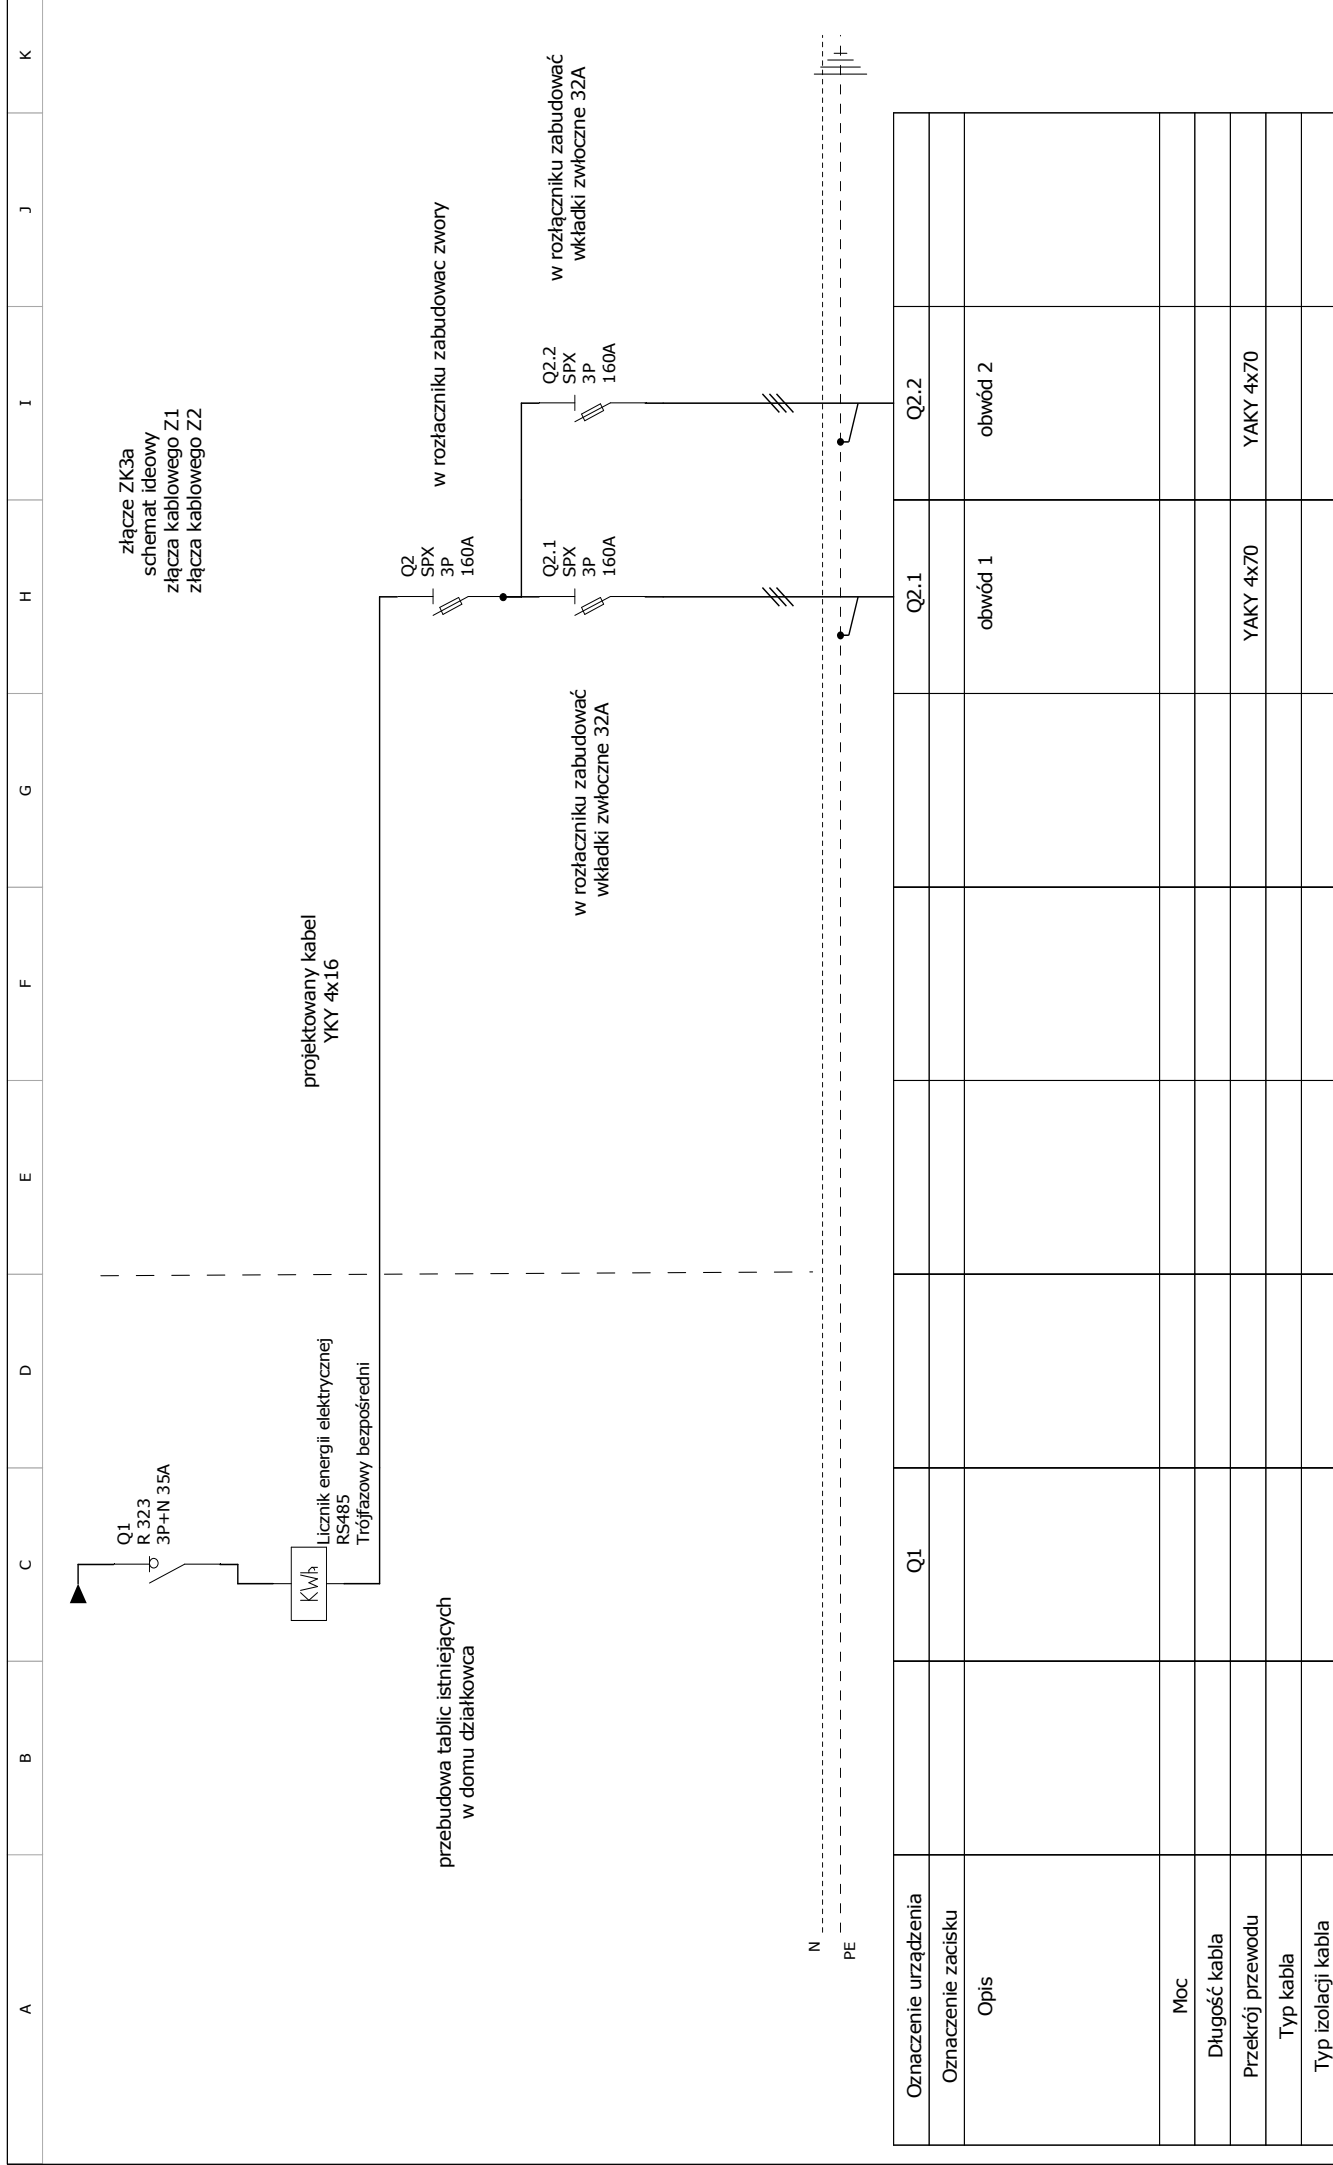 A
B
C
D
E
F
G
H
I
J
K
złącze ZK3a
schemat ideowy
złącza kablowego Z1
złącza kablowego Z2
Q1
R 323
3P+N 35A
KWh
Licznik energii elektrycznej
RS485
Trójfazowy bezpośredni
przebudowa tablic istniejących
w domu działkowca
projektowany kabel
YKY 4x16
Q2
SPX
3P
160A
w rozłaczniku zabudowac zwory
Q2.1
SPX
3P
160A
w rozłaczniku zabudować
wkładki zwłoczne 32A
Q2.2
SPX
3P
160A
w rozłączniku zabudować
wkładki zwłoczne 32A
N
PE
Oznaczenie urządzenia
Q1
Q2.1
Q2.2
Oznaczenie zacisku
Opis
obwód 1
obwód 2
Moc
Długość kabla
Przekrój przewodu
YAKY 4x70
YAKY 4x70
Typ kabla
Typ izolacji kabla